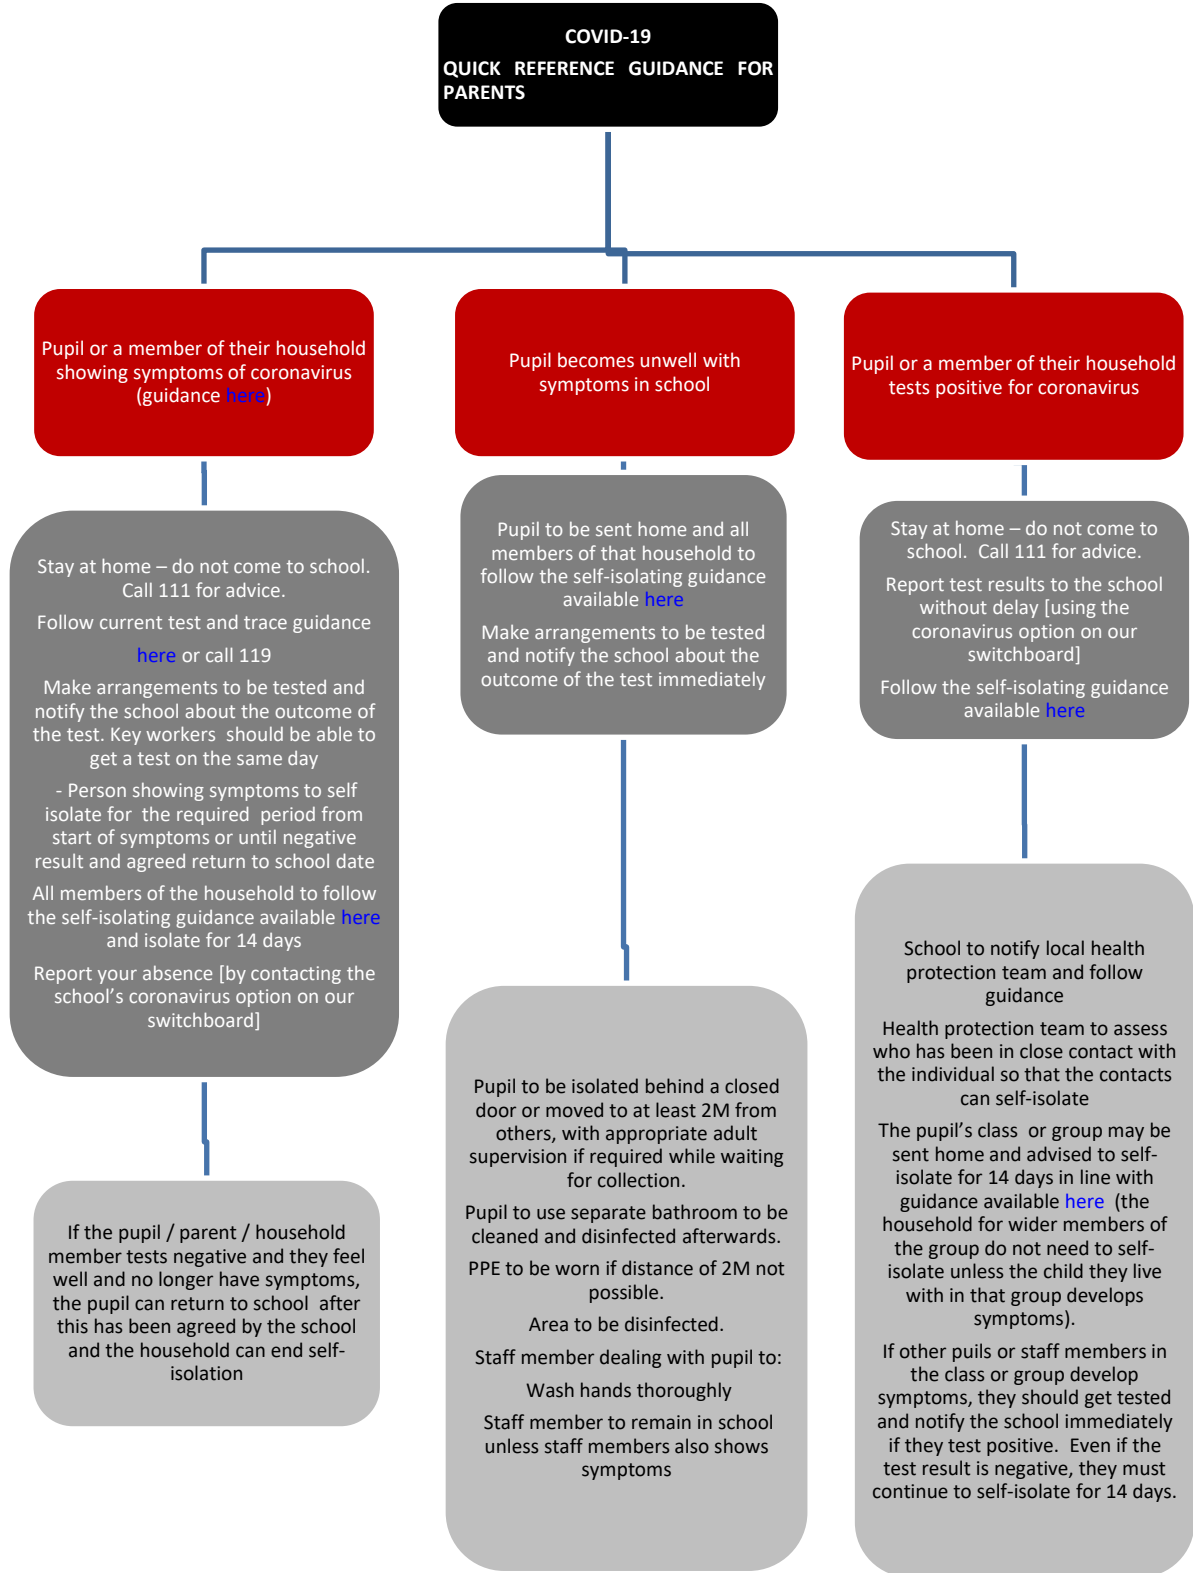 COVID-19
QUICK REFERENCE GUIDANCE FOR
PARENTS
Pupil or a member of their household
showing symptoms of coronavirus
(guidance here)
Stay at home – do not come to school.
Call 111 for advice.
Follow current test and trace guidance
here or call 119
Make arrangements to be tested and
notify the school about the outcome of
the test. Key workers should be able to
get a test on the same day
- Person showing symptoms to self
isolate for the required period from
start of symptoms or until negative
result and agreed return to school date
All members of the household to follow
the self-isolating guidance available here
and isolate for 14 days
Report your absence [by contacting the
school’s coronavirus option on our
switchboard]
If the pupil / parent / household
member tests negative and they feel
well and no longer have symptoms,
the pupil can return to school after
this has been agreed by the school
and the household can end self-
isolation
Pupil becomes unwell with
symptoms in school
Pupil to be sent home and all
members of that household to
follow the self-isolating guidance
available here
Make arrangements to be tested
and notify the school about the
outcome of the test immediately
Pupil to be isolated behind a closed
door or moved to at least 2M from
others, with appropriate adult
supervision if required while waiting
for collection.
Pupil to use separate bathroom to be
cleaned and disinfected afterwards.
PPE to be worn if distance of 2M not
possible.
Area to be disinfected.
Staff member dealing with pupil to:
Wash hands thoroughly
Staff member to remain in school
unless staff members also shows
symptoms
Pupil or a member of their household
tests positive for coronavirus
Stay at home – do not come to
school. Call 111 for advice.
Report test results to the school
without delay [using the
coronavirus option on our
switchboard]
Follow the self-isolating guidance
available here
School to notify local health
protection team and follow
guidance
Health protection team to assess
who has been in close contact with
the individual so that the contacts
can self-isolate
The pupil’s class or group may be
sent home and advised to self-
isolate for 14 days in line with
guidance available here (the
household for wider members of
the group do not need to self-
isolate unless the child they live
with in that group develops
symptoms).
If other puils or staff members in
the class or group develop
symptoms, they should get tested
and notify the school immediately
if they test positive. Even if the
test result is negative, they must
continue to self-isolate for 14 days.